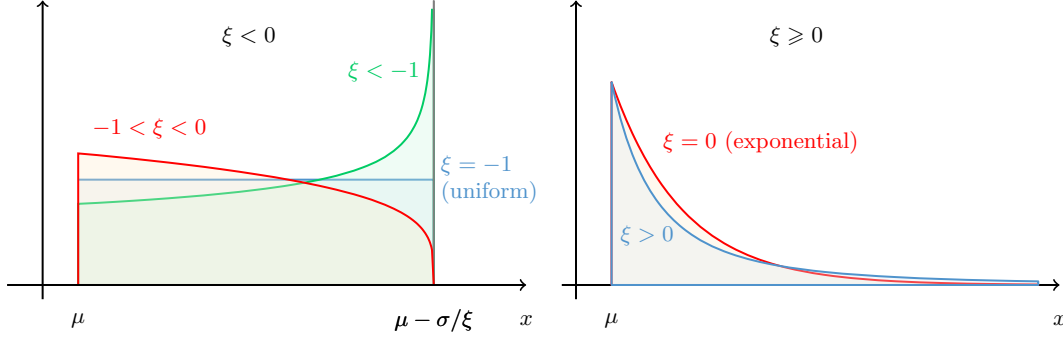 ξ < 0
ξ < −1
−1 < ξ < 0
ξ = −1
(uniform)
μ
μ − σ/ξ
x
ξ ⩾ 0
ξ = 0 (exponential)
ξ > 0
μ
x